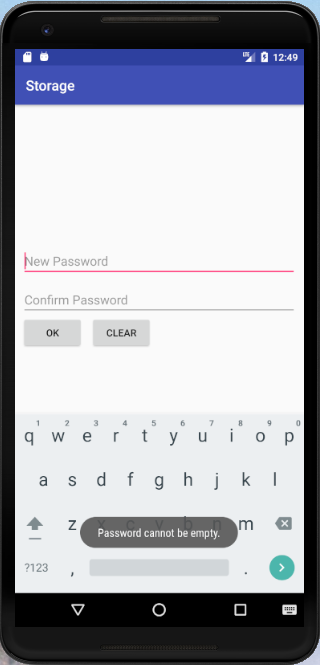 LTE 12:49
Storage
New Password
Confirm Password
OK CLEAR
1 2 3 4 5 6 7 8 9 0
q w e r t y u i o p
a s d f g h j k l
z x c v b n m
Password cannot be empty.
?123 , .